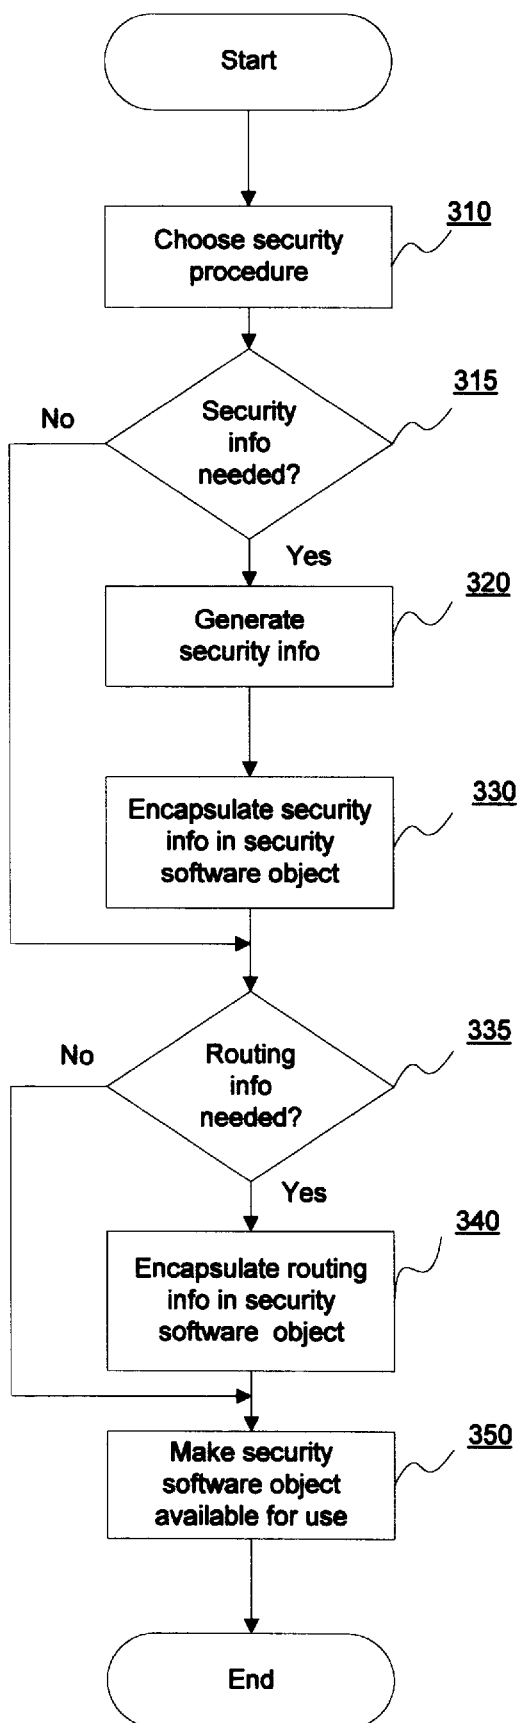 Start
310
Choose security
procedure
315
No
Security
info
needed?
Yes
320
Generate
security info
330
Encapsulate security
info in security
software object
335
No
Routing
info
needed?
Yes
340
Encapsulate routing
info in security
software object
350
Make security
software object
available for use
End